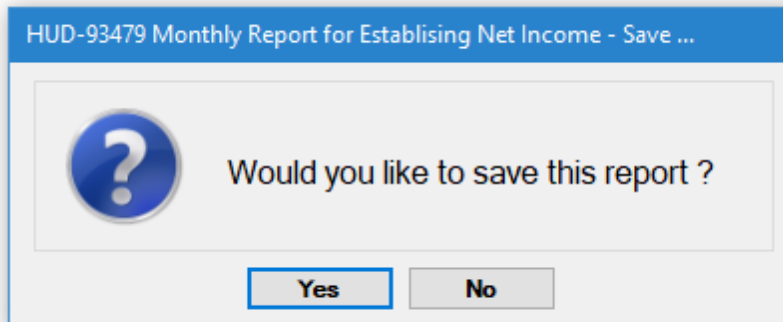 HUD-93479 Monthly Report for Establising Net Income - Save ...
?
Would you like to save this report ?
Yes
No